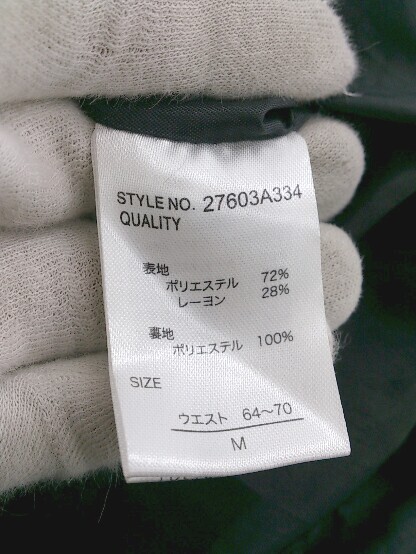 STYLE NO. 27603A334
QUALITY
表地
ポリエステル 72%
レーヨン 28%
裏地
ポリエステル 100%
SIZE
ウエスト 64〜70
M